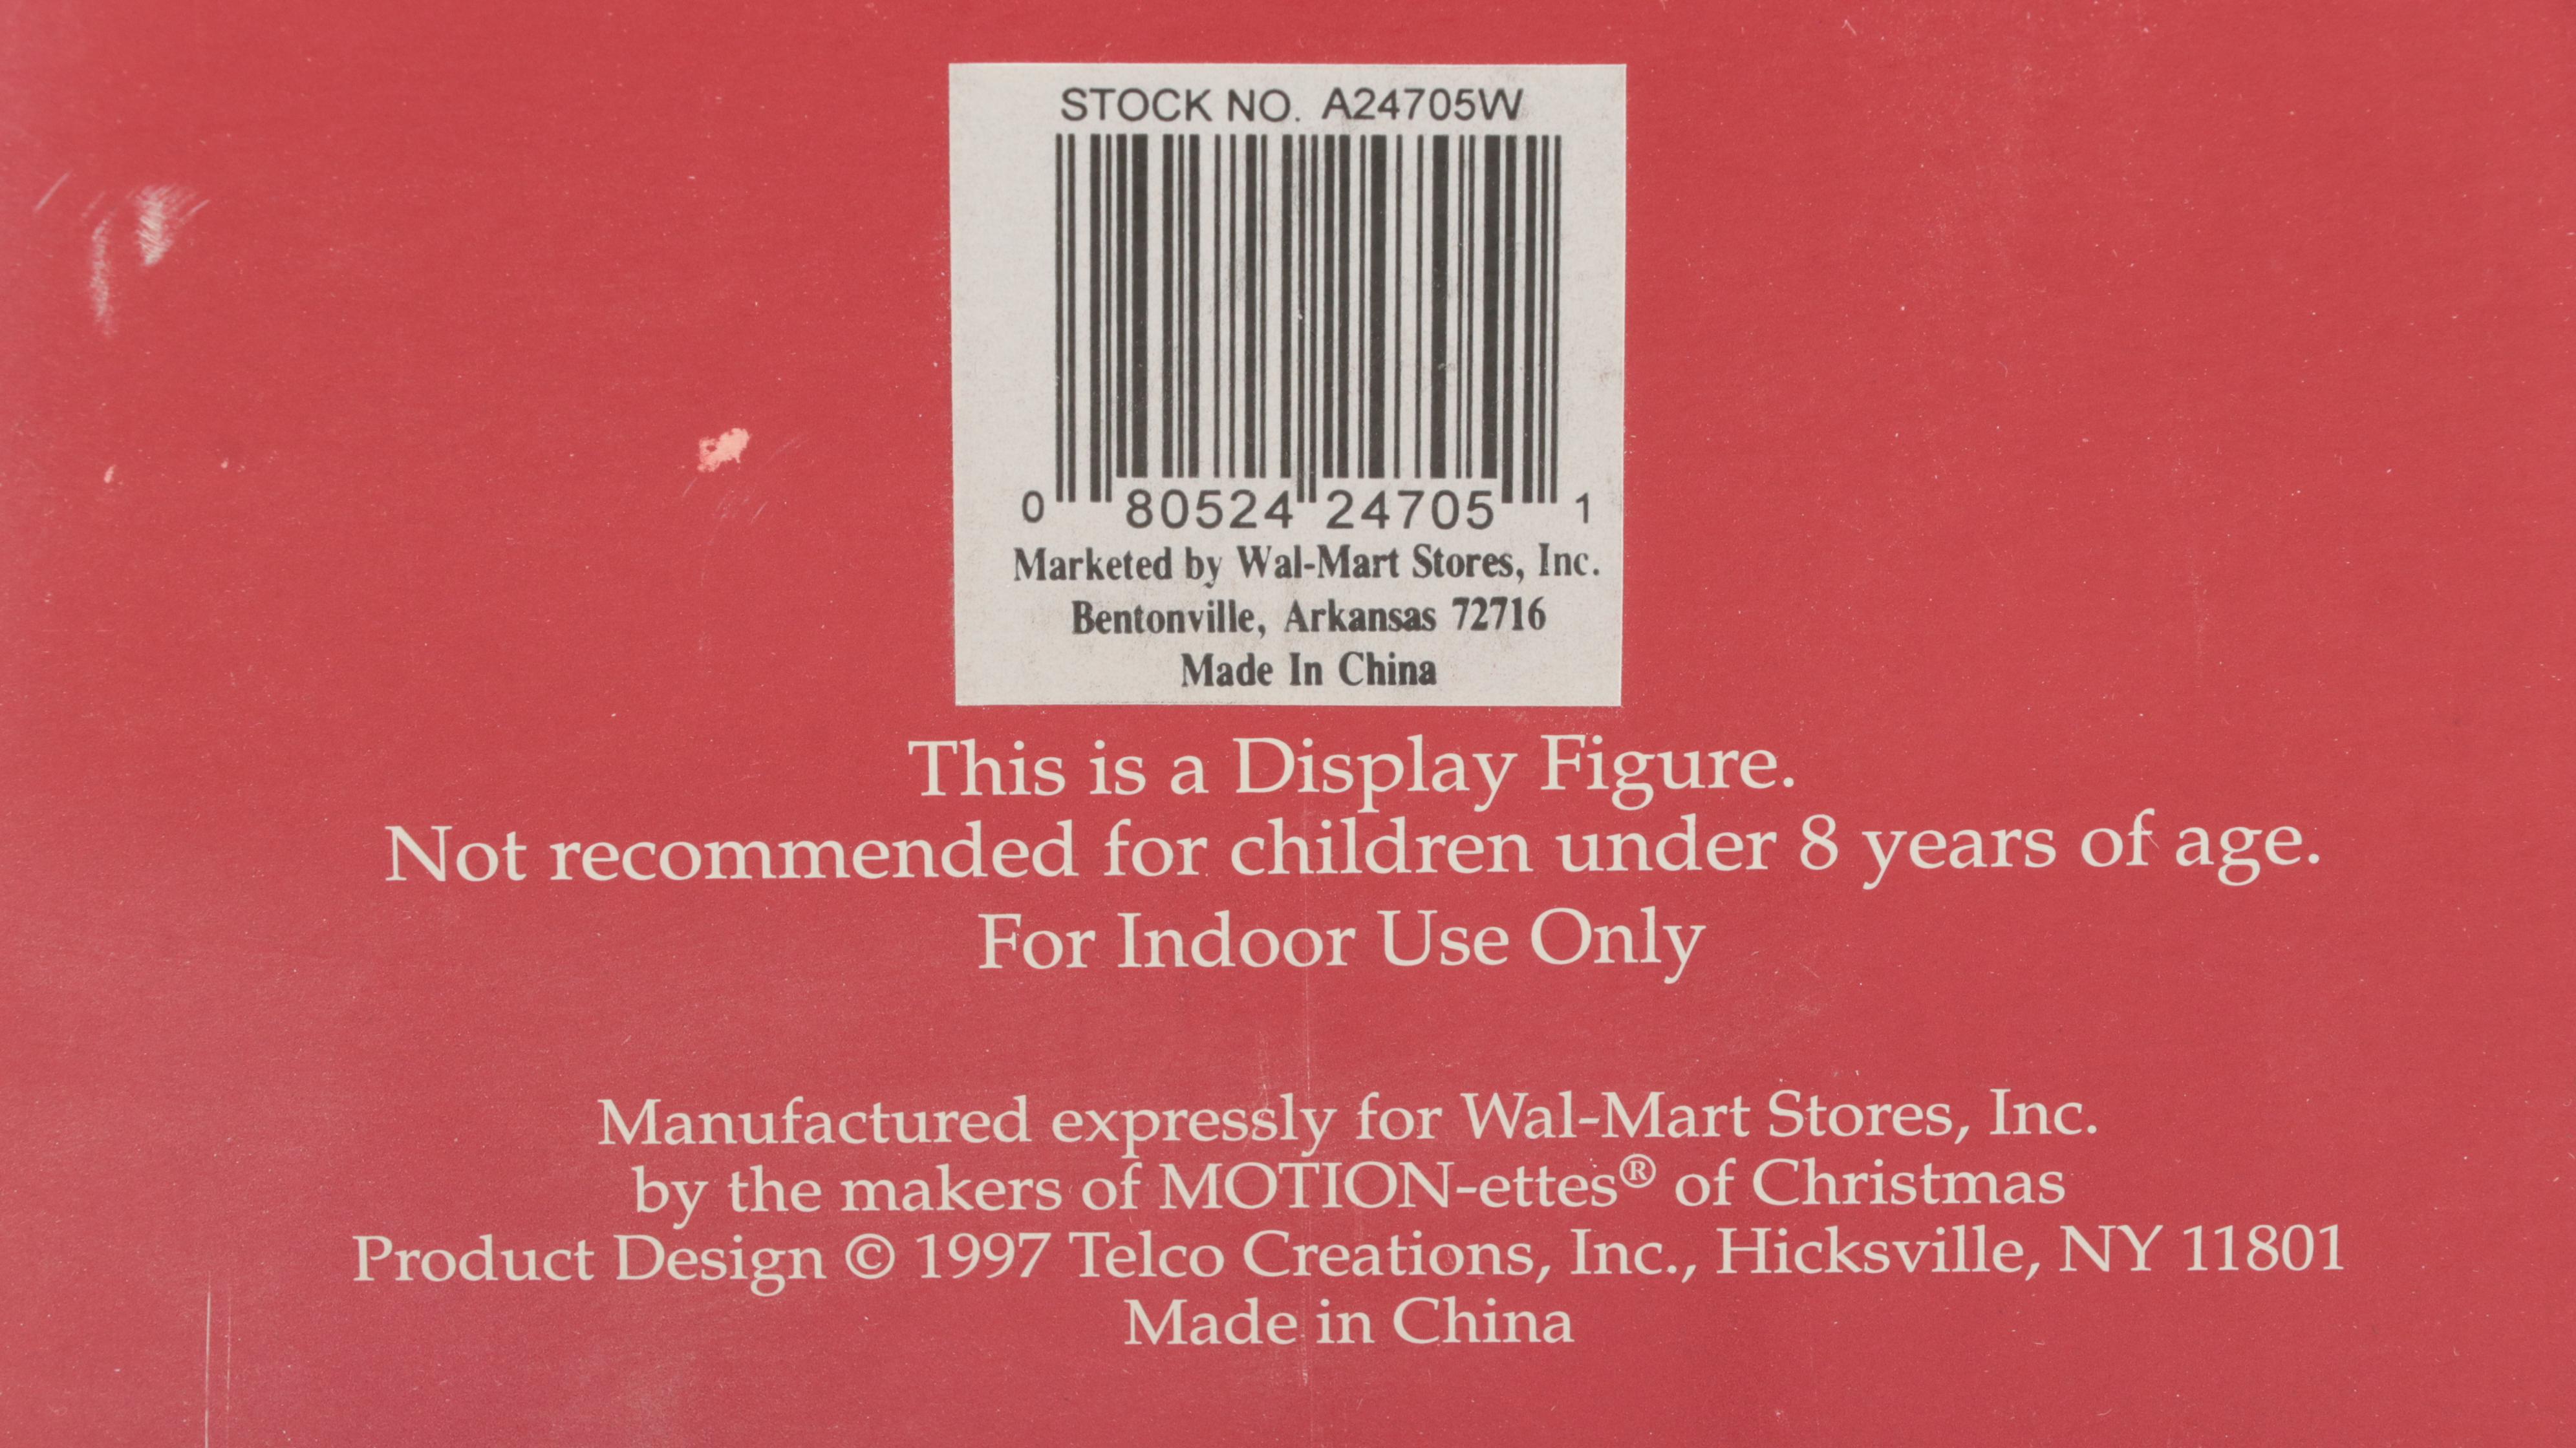 STOCK NO. A24705W
0 80524 24705 1
Marketed by Wal-Mart Stores, Inc.
Bentonville, Arkansas 72716
Made In China
This is a Display Figure.
Not recommended for children under 8 years of age.
For Indoor Use Only
Manufactured expressly for Wal-Mart Stores, Inc.
by the makers of MOTION-ettes® of Christmas
Product Design © 1997 Telco Creations, Inc., Hicksville, NY 11801
Made in China